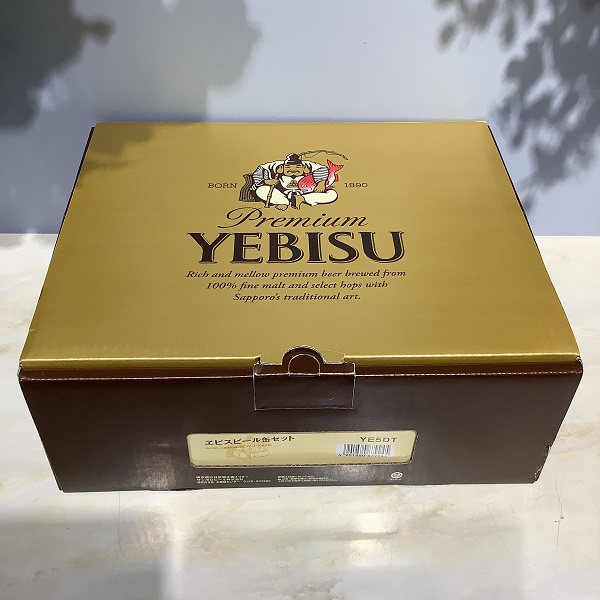 BORN 1890
Premium
YEBISU
Rich and mellow premium beer brewed from
100% fine malt and select hops with
Sapporo's traditional art.
ヱビスビール缶セット YE5DT